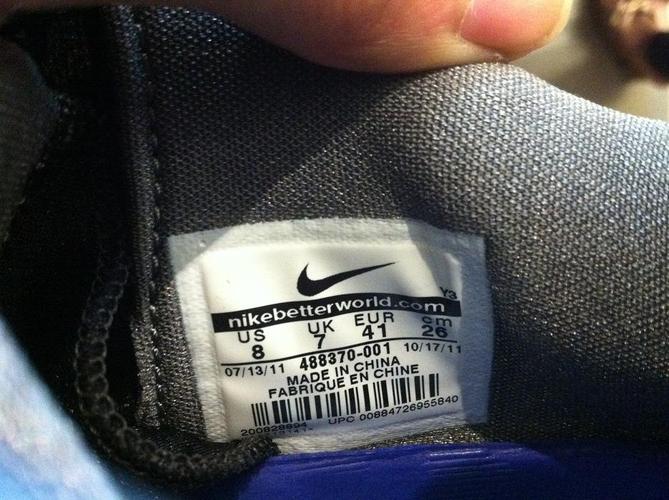 Y3
nikebetterworld.com
US UK EUR cm
8 7 41 26
07/13/11 488370-001 10/17/11
MADE IN CHINA
FABRIQUE EN CHINE
UPC 00884726955840